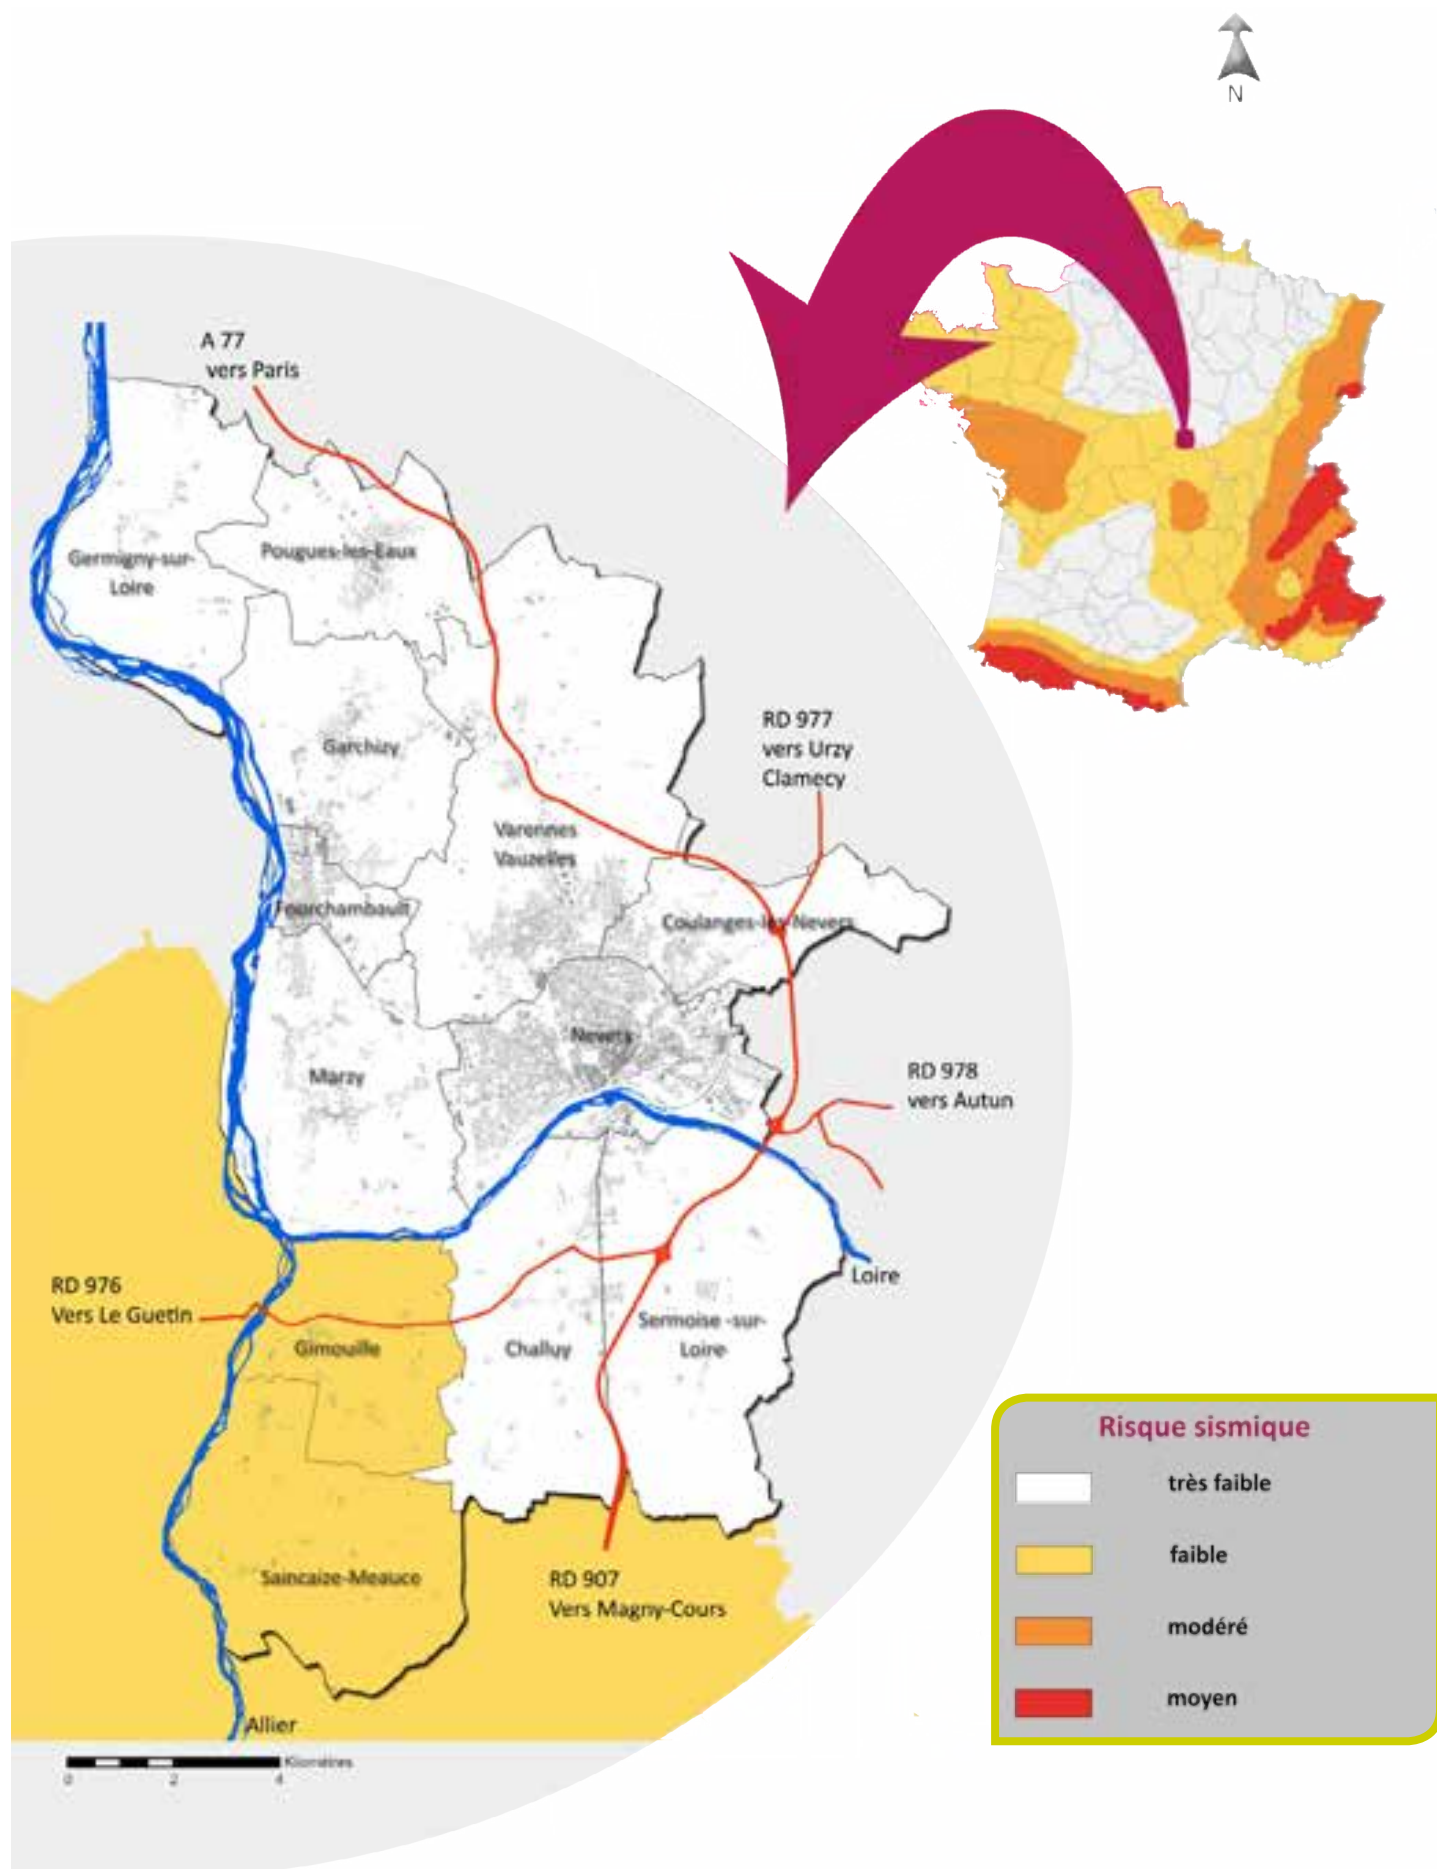 N
A 77
vers Paris
Germigny-sur-
Loire
Pougues-les-Eaux
Garchizy
RD 977
vers Urzy
Clamecy
Varennes
Vauzelles
Fourchambault
Coulanges-les-Nevers
Nevers
Marzy
RD 978
vers Autun
Loire
RD 976
Vers Le Guetin
Gimouille
Challuy
Sermoise -sur-
Loire
Saincaize-Meauce
RD 907
Vers Magny-Cours
Allier
Kilomètres
0 2 4
Risque sismique
très faible
faible
modéré
moyen